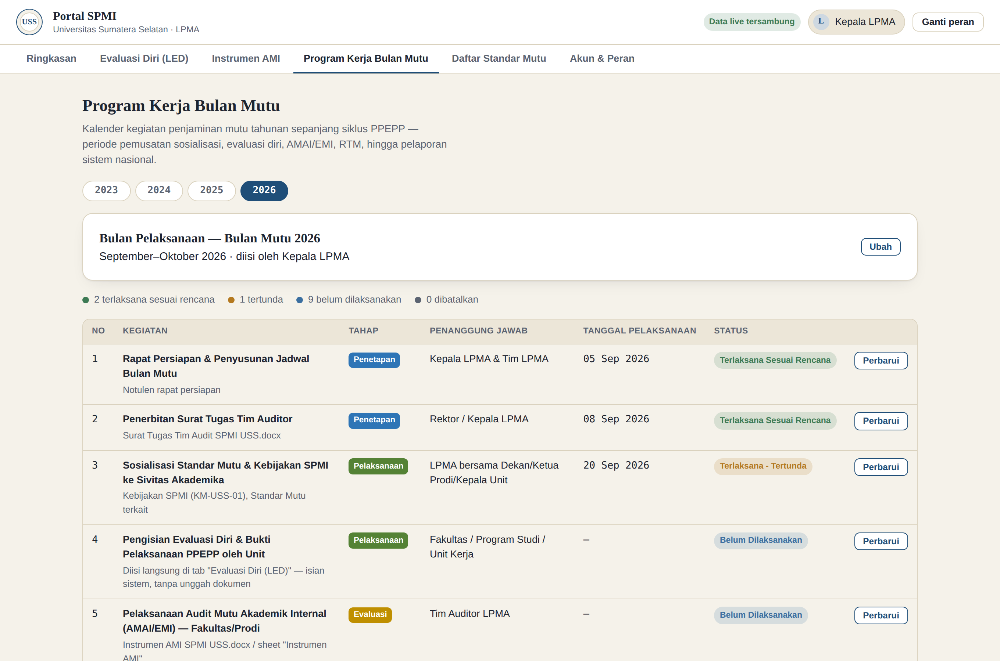 USS
Portal SPMI
Universitas Sumatera Selatan · LPMA
Data live tersambung
L
Kepala LPMA
Ganti peran
Ringkasan
Evaluasi Diri (LED)
Instrumen AMI
Program Kerja Bulan Mutu
Daftar Standar Mutu
Akun & Peran
Program Kerja Bulan Mutu
Kalender kegiatan penjaminan mutu tahunan sepanjang siklus PPEPP —
periode pemusatan sosialisasi, evaluasi diri, AMAI/EMI, RTM, hingga pelaporan
sistem nasional.
2023
2024
2025
2026
Bulan Pelaksanaan — Bulan Mutu 2026
September–Oktober 2026 · diisi oleh Kepala LPMA
Ubah
2 terlaksana sesuai rencana
1 tertunda
9 belum dilaksanakan
0 dibatalkan
NO KEGIATAN TAHAP PENANGGUNG JAWAB TANGGAL PELAKSANAAN STATUS
1 Rapat Persiapan & Penyusunan Jadwal Penetapan Kepala LPMA & Tim LPMA 05 Sep 2026 Terlaksana Sesuai Rencana Perbarui
Bulan Mutu
Notulen rapat persiapan
2 Penerbitan Surat Tugas Tim Auditor Penetapan Rektor / Kepala LPMA 08 Sep 2026 Terlaksana Sesuai Rencana Perbarui
Surat Tugas Tim Audit SPMI USS.docx
3 Sosialisasi Standar Mutu & Kebijakan SPMI Pelaksanaan LPMA bersama Dekan/Ketua 20 Sep 2026 Terlaksana - Tertunda Perbarui
ke Sivitas Akademika Prodi/Kepala Unit
Kebijakan SPMI (KM-USS-01), Standar Mutu
terkait
4 Pengisian Evaluasi Diri & Bukti Pelaksanaan Fakultas / Program Studi / – Belum Dilaksanakan Perbarui
Pelaksanaan PPEPP oleh Unit Unit Kerja
Diisi langsung di tab "Evaluasi Diri (LED)" — isian
sistem, tanpa unggah dokumen
5 Pelaksanaan Audit Mutu Akademik Internal Evaluasi Tim Auditor LPMA – Belum Dilaksanakan Perbarui
(AMAI/EMI) — Fakultas/Prodi
Instrumen AMI SPMI USS.docx / sheet "Instrumen
AMI"